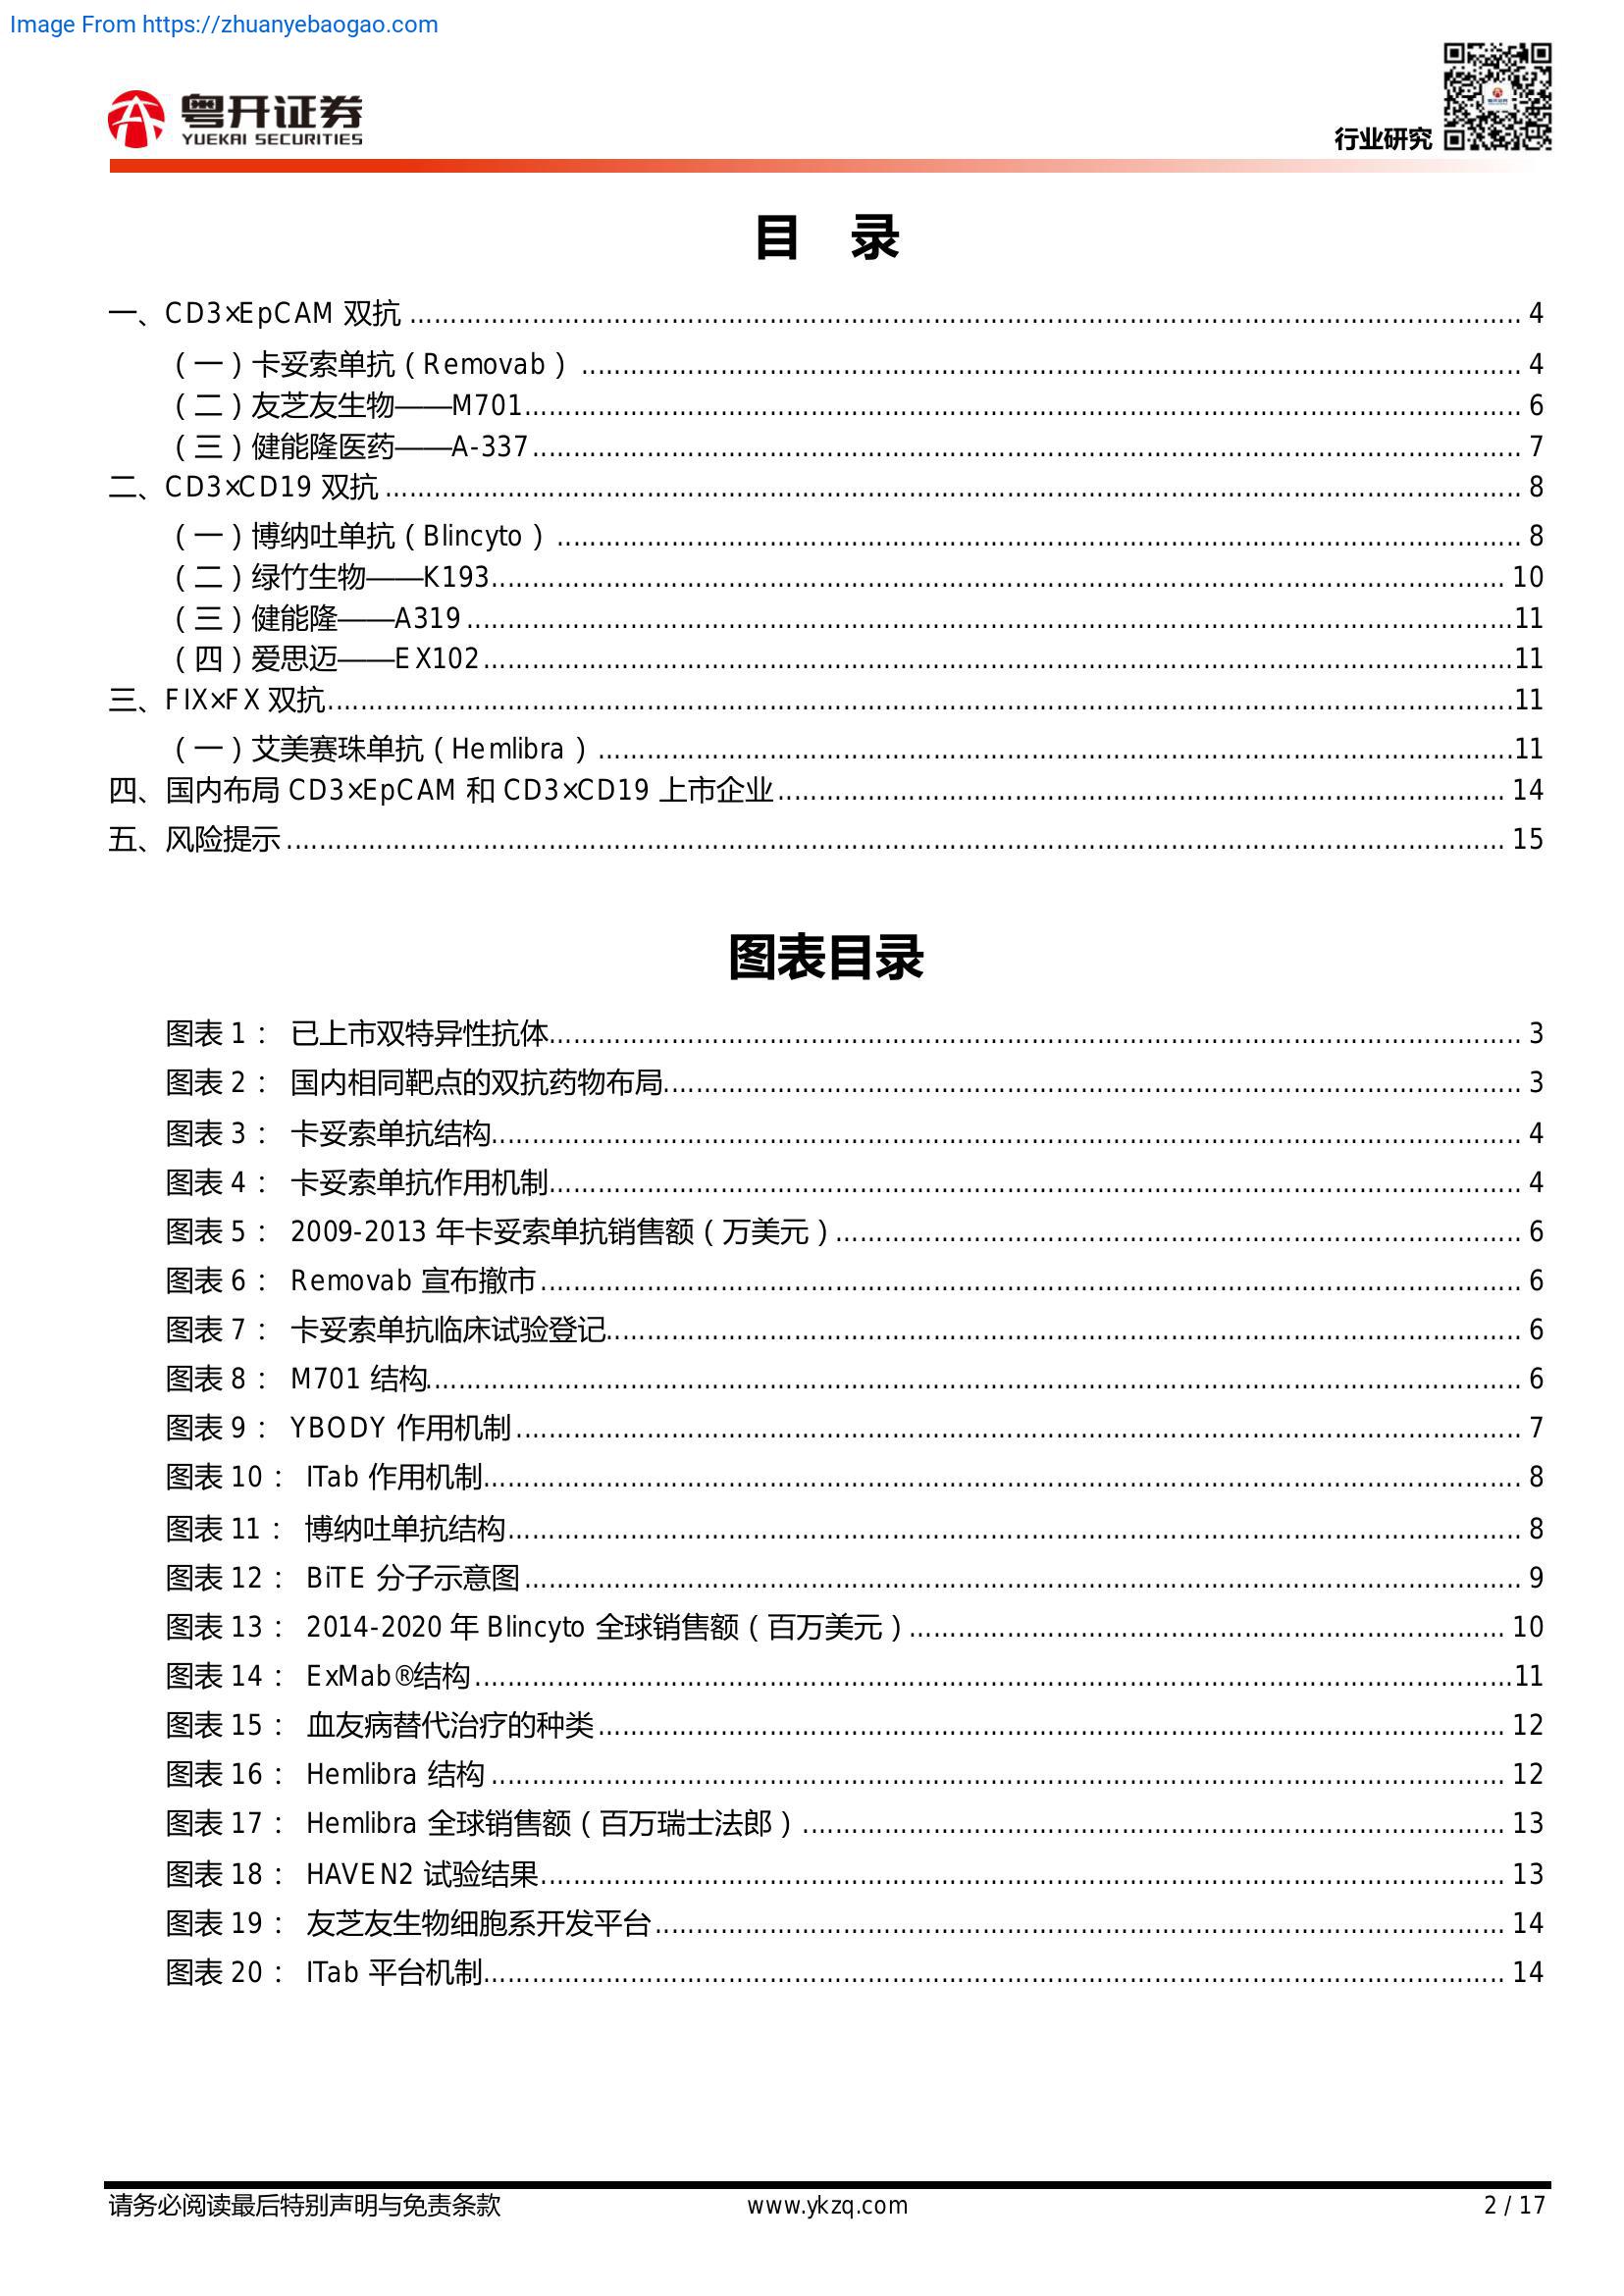 Image From https://zhuanyebaogao.com
粤开证券
YUEKAI SECURITIES
行业研究
目 录
一、CD3×EpCAM 双抗 4
（一）卡妥索单抗（Removab） 4
（二）友芝友生物——M701 6
（三）健能隆医药——A-337 7
二、CD3×CD19 双抗 8
（一）博纳吐单抗（Blincyto） 8
（二）绿竹生物——K193 10
（三）健能隆——A319 11
（四）爱思迈——EX102 11
三、FIX×FX 双抗 11
（一）艾美赛珠单抗（Hemlibra） 11
四、国内布局 CD3×EpCAM 和 CD3×CD19 上市企业 14
五、风险提示 15
图表目录
图表 1： 已上市双特异性抗体 3
图表 2： 国内相同靶点的双抗药物布局 3
图表 3： 卡妥索单抗结构 4
图表 4： 卡妥索单抗作用机制 4
图表 5： 2009-2013 年卡妥索单抗销售额（万美元） 6
图表 6： Removab 宣布撤市 6
图表 7： 卡妥索单抗临床试验登记 6
图表 8： M701 结构 6
图表 9： YBODY 作用机制 7
图表 10： ITab 作用机制 8
图表 11： 博纳吐单抗结构 8
图表 12： BiTE 分子示意图 9
图表 13： 2014-2020 年 Blincyto 全球销售额（百万美元） 10
图表 14： ExMab®结构 11
图表 15： 血友病替代治疗的种类 12
图表 16： Hemlibra 结构 12
图表 17： Hemlibra 全球销售额（百万瑞士法郎） 13
图表 18： HAVEN2 试验结果 13
图表 19： 友芝友生物细胞系开发平台 14
图表 20： ITab 平台机制 14
请务必阅读最后特别声明与免责条款 www.ykzq.com 2 / 17